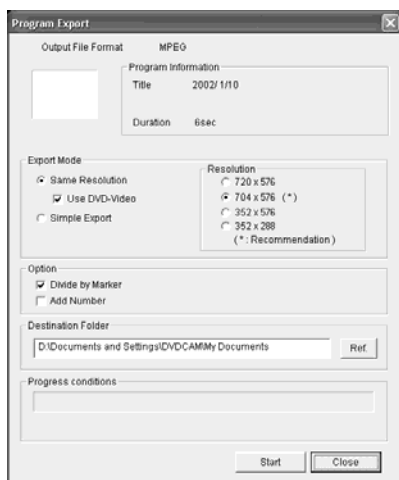 Program Export
Output File Format MPEG
Program Information
Title 2002/ 1/10
Duration 6sec
Export Mode
Same Resolution
Use DVD-Video
Simple Export
Resolution
720 x 576
704 x 576 (*)
352 x 576
352 x 288
(* : Recommendation )
Option
Divide by Marker
Add Number
Destination Folder
D:\Documents and Settings\DVDCAM\My Documents
Ref.
Progress conditions
Start Close